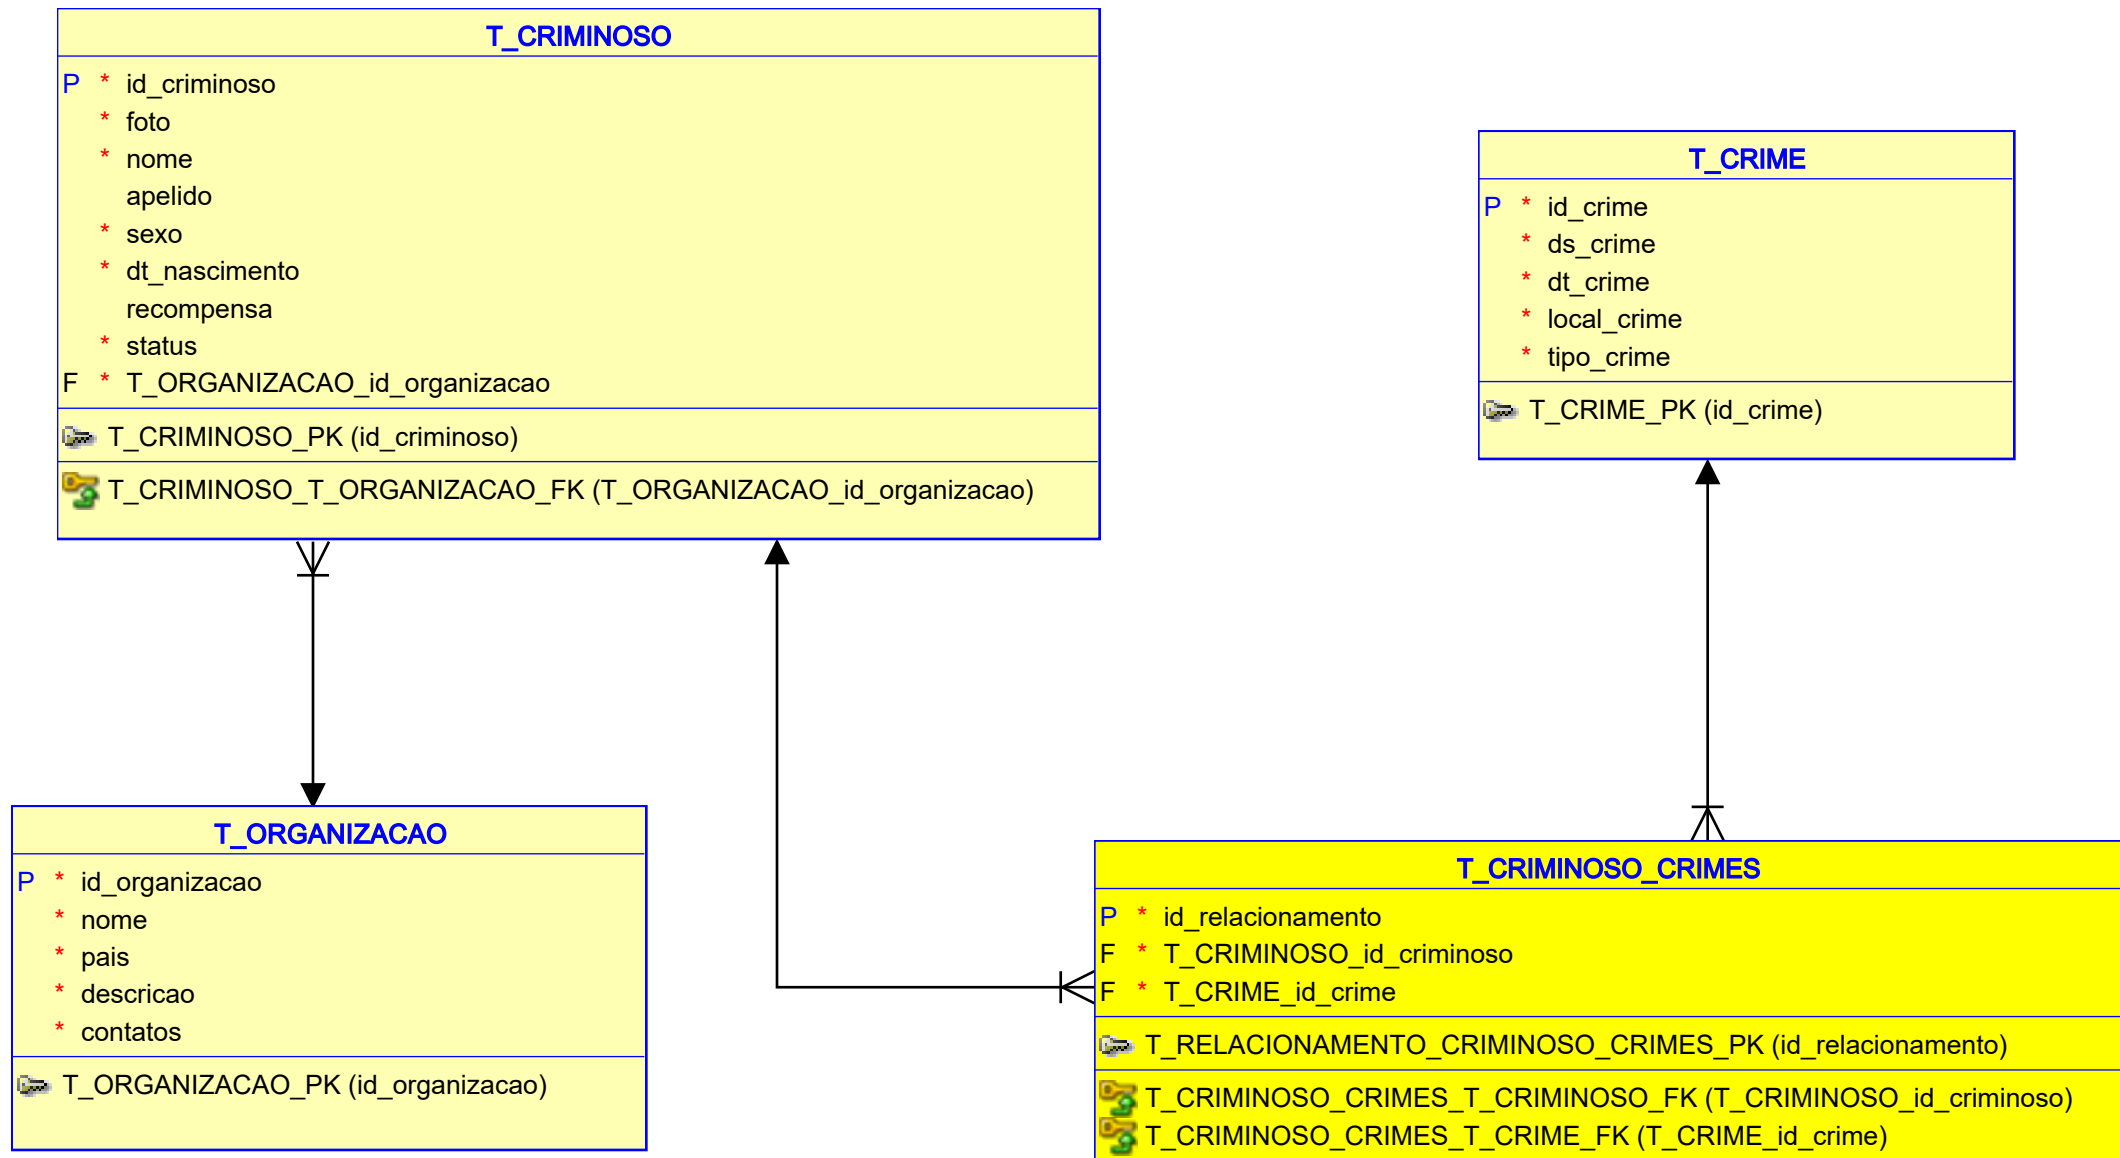 T_CRIMINOSO
P * id_criminoso
* foto
* nome
apelido
* sexo
* dt_nascimento
recompensa
* status
F * T_ORGANIZACAO_id_organizacao
T_CRIMINOSO_PK (id_criminoso)
T_CRIMINOSO_T_ORGANIZACAO_FK (T_ORGANIZACAO_id_organizacao)
T_CRIME
P * id_crime
* ds_crime
* dt_crime
* local_crime
* tipo_crime
T_CRIME_PK (id_crime)
T_ORGANIZACAO
P * id_organizacao
* nome
* pais
* descricao
* contatos
T_ORGANIZACAO_PK (id_organizacao)
T_CRIMINOSO_CRIMES
P * id_relacionamento
F * T_CRIMINOSO_id_criminoso
F * T_CRIME_id_crime
T_RELACIONAMENTO_CRIMINOSO_CRIMES_PK (id_relacionamento)
T_CRIMINOSO_CRIMES_T_CRIMINOSO_FK (T_CRIMINOSO_id_criminoso)
T_CRIMINOSO_CRIMES_T_CRIME_FK (T_CRIME_id_crime)